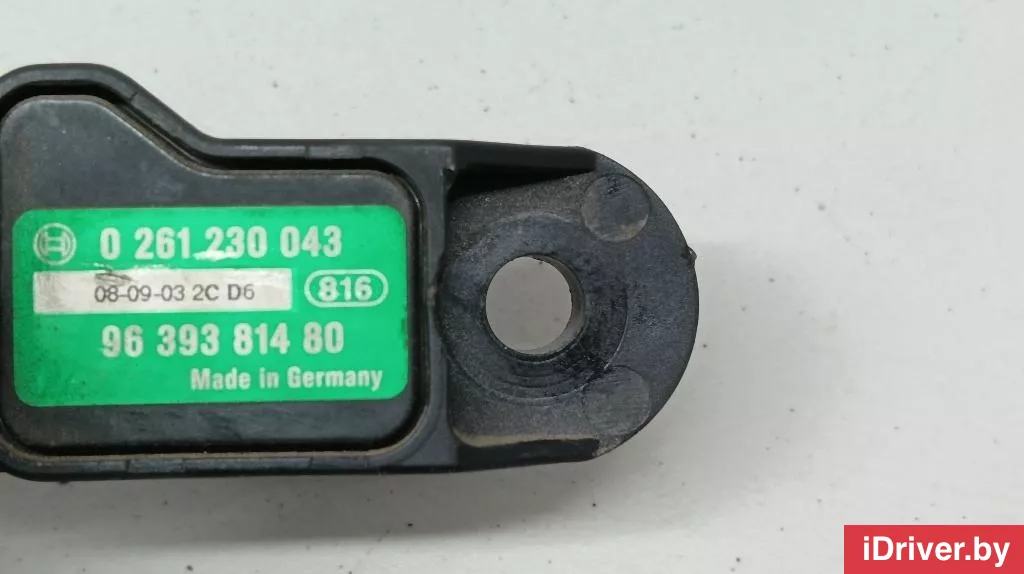 0 261 230 043
08-09-03 2C D6
816
96 393 814 80
Made in Germany
iDriver.by